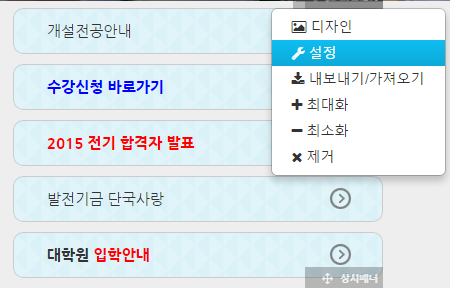 개설전공안내
수강신청 바로가기
2015 전기 합격자 발표
발전기금 단국사랑
대학원 입학안내
디자인
설정
내보내기/가져오기
최대화
최소화
제거
상시배너